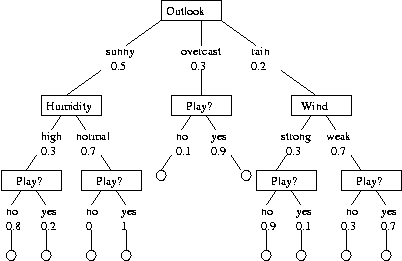 Outlook
sunny overcast rain
0.5 0.3 0.2
Humidity Play? Wind
high normal no yes strong weak
0.3 0.7 0.1 0.9 0.3 0.7
Play? Play? Play? Play?
no yes no yes no yes no yes
0.8 0.2 0 1 0.9 0.1 0.3 0.7